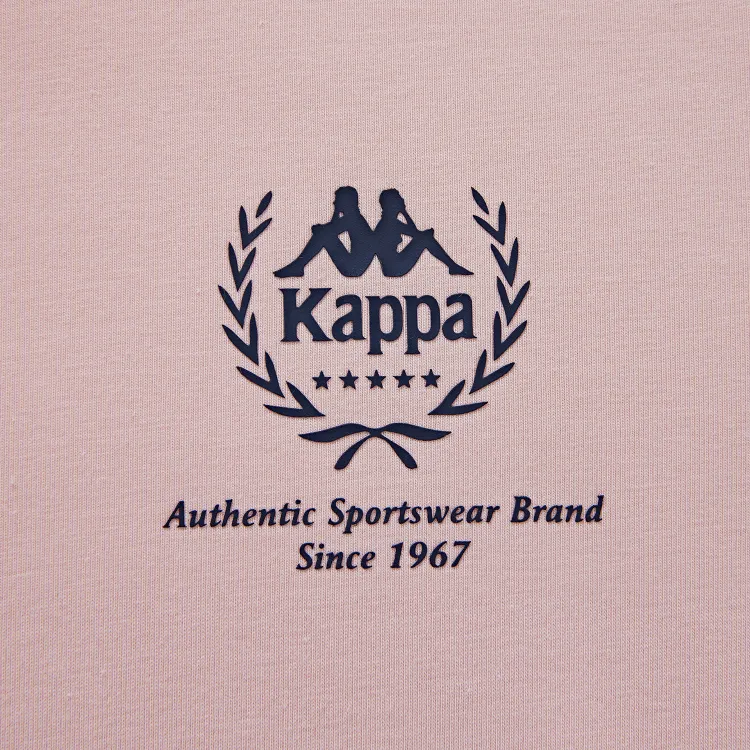 Kappa
Authentic Sportswear Brand
Since 1967